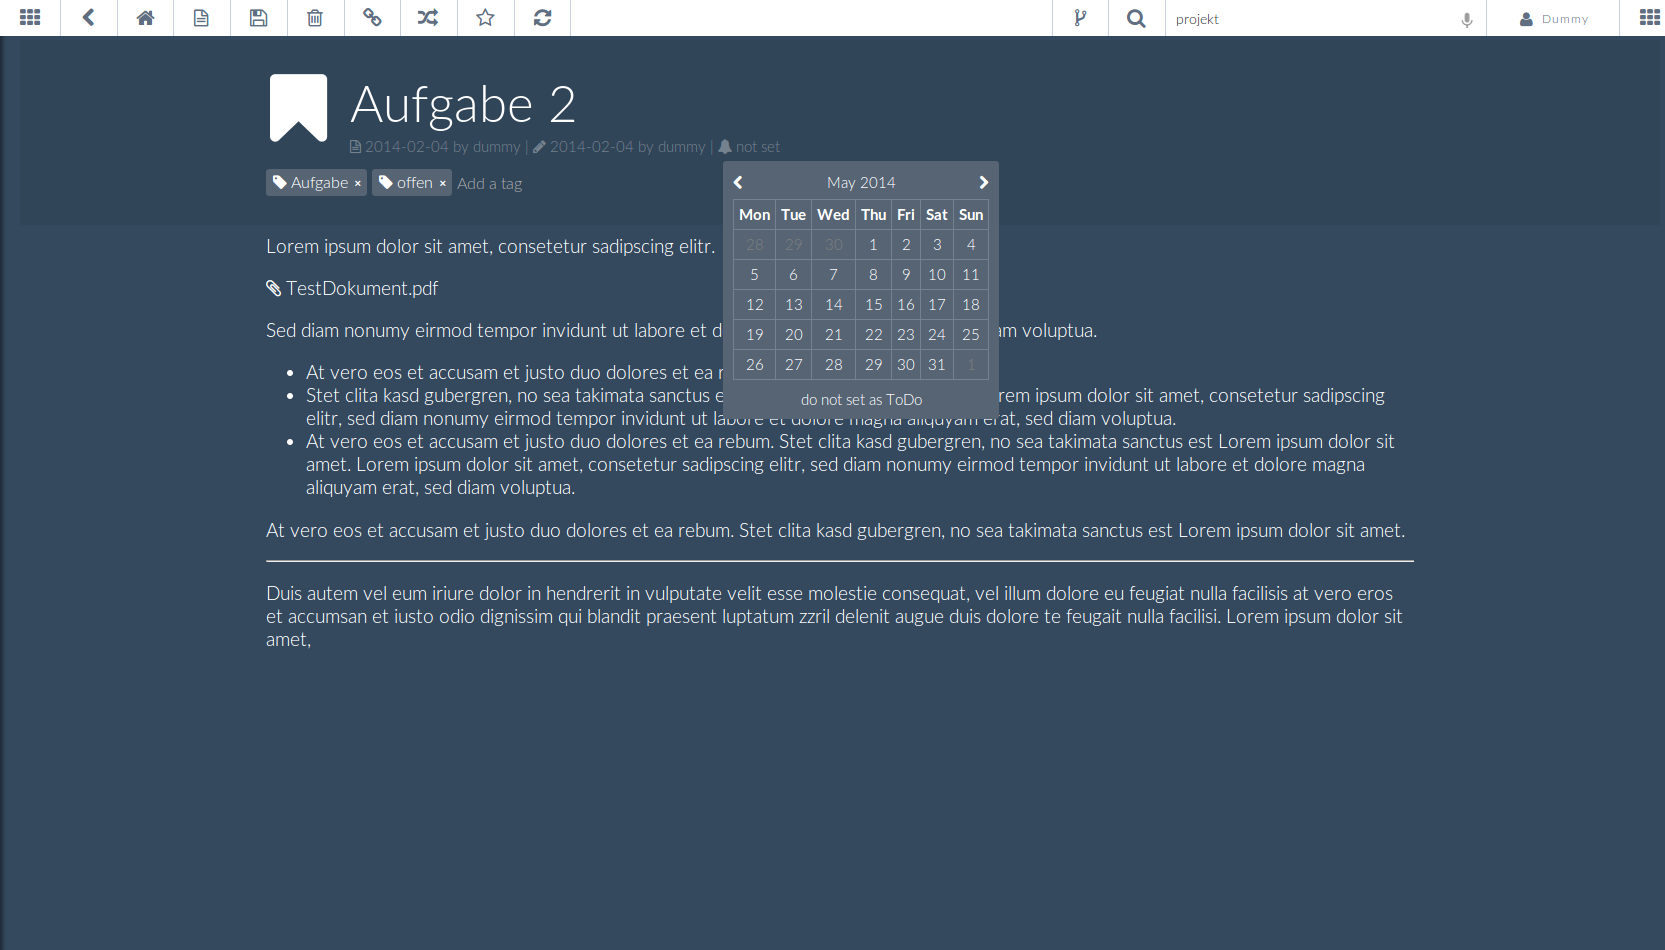 projekt
Dummy
Aufgabe 2
2014-02-04 by dummy | 2014-02-04 by dummy | not set
Aufgabe × offen × Add a tag
May 2014
Mon Tue Wed Thu Fri Sat Sun
28 29 30 1 2 3 4
5 6 7 8 9 10 11
12 13 14 15 16 17 18
19 20 21 22 23 24 25
26 27 28 29 30 31 1
do not set as ToDo
Lorem ipsum dolor sit amet, consetetur sadipscing elitr.
TestDokument.pdf
Sed diam nonumy eirmod tempor invidunt ut labore et voluptua.
• At vero eos et accusam et justo duo dolores et ea
• Stet clita kasd gubergren, no sea takimata sanctus ipsum dolor sit amet, consetetur sadipscing
elitr, sed diam nonumy eirmod tempor invidunt ut labore et dolore magna aliquyam erat, sed diam voluptua.
• At vero eos et accusam et justo duo dolores et ea rebum. Stet clita kasd gubergren, no sea takimata sanctus est Lorem ipsum dolor sit
amet. Lorem ipsum dolor sit amet, consetetur sadipscing elitr, sed diam nonumy eirmod tempor invidunt ut labore et dolore magna
aliquyam erat, sed diam voluptua.
At vero eos et accusam et justo duo dolores et ea rebum. Stet clita kasd gubergren, no sea takimata sanctus est Lorem ipsum dolor sit amet.
Duis autem vel eum iriure dolor in hendrerit in vulputate velit esse molestie consequat, vel illum dolore eu feugiat nulla facilisis at vero eros
et accumsan et iusto odio dignissim qui blandit praesent luptatum zzril delenit augue duis dolore te feugait nulla facilisi. Lorem ipsum dolor sit
amet,